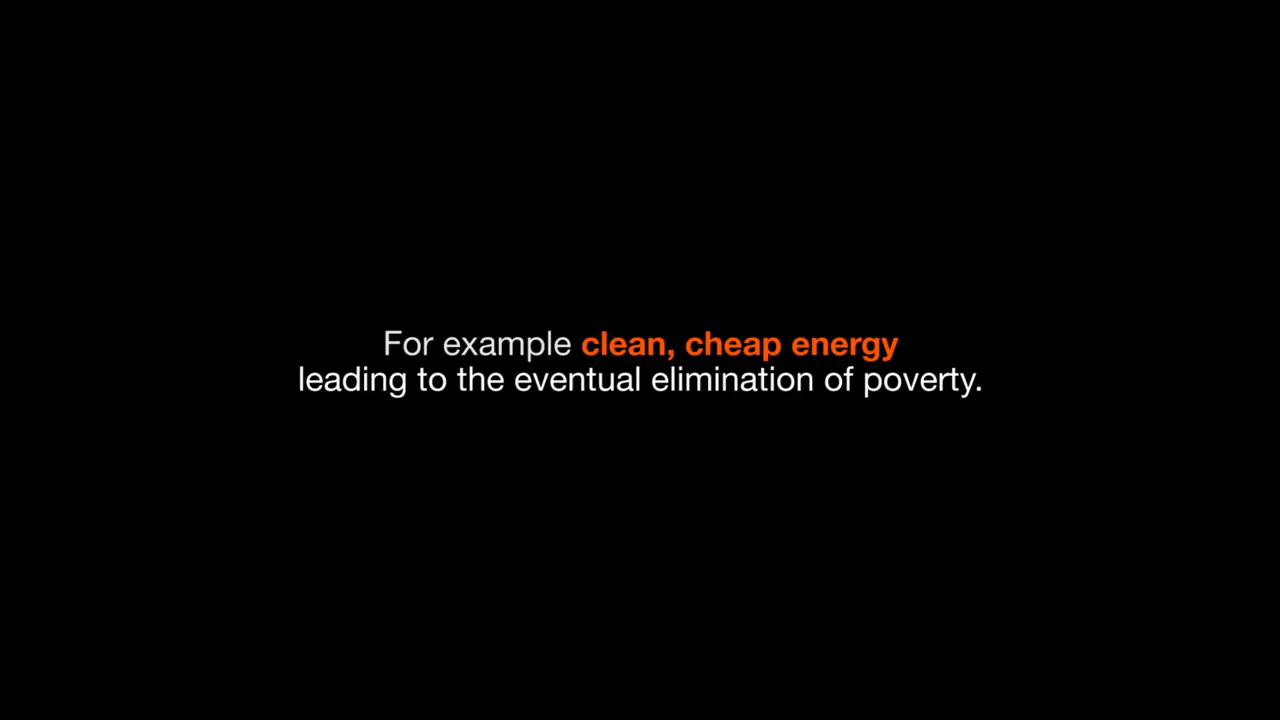 For example clean, cheap energy
leading to the eventual elimination of poverty.